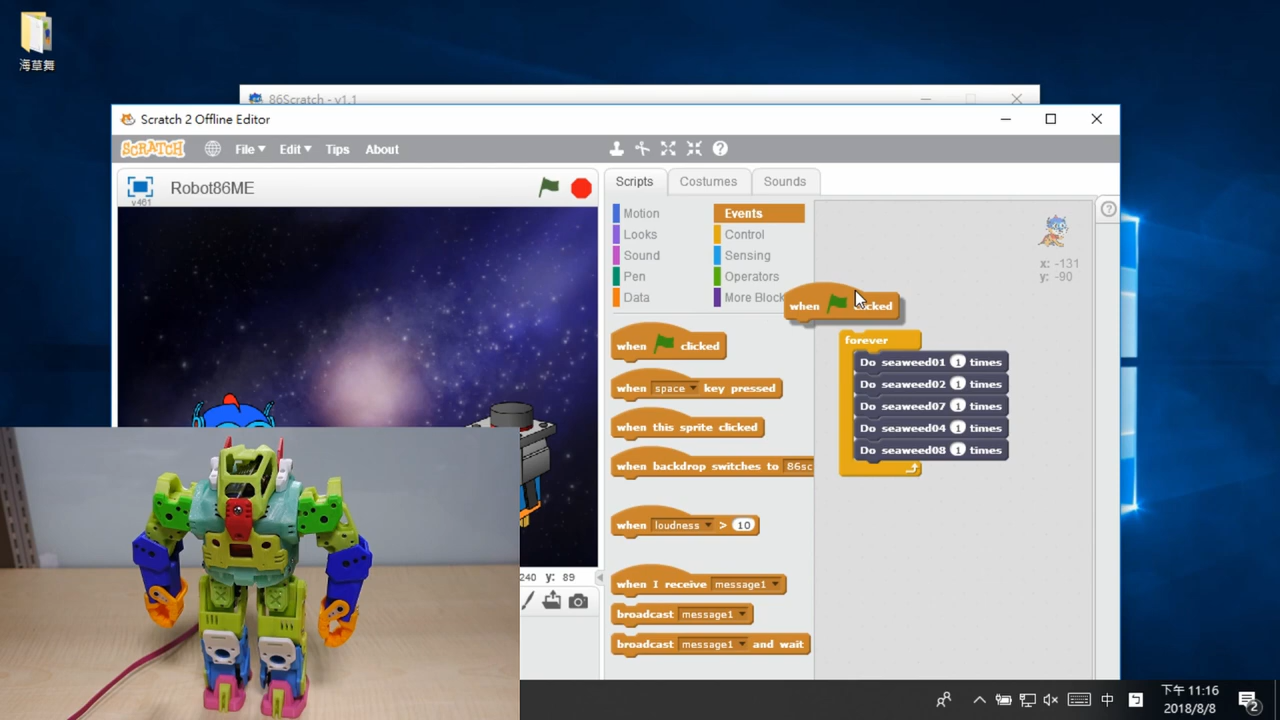 海草舞
86Scratch - v1.1
Scratch 2 Offline Editor
SCRATCH File Edit Tips About
Robot86ME
v461
Scripts Costumes Sounds
Motion Events
Looks Control
Sound Sensing
Pen Operators
Data More Block
x: -131
y: -90
when clicked
when clicked
when space key pressed
when this sprite clicked
when backdrop switches to 86sc
when loudness > 10
when I receive message1
broadcast message1
broadcast message1 and wait
forever
Do seaweed01 1 times
Do seaweed02 1 times
Do seaweed07 1 times
Do seaweed04 1 times
Do seaweed08 1 times
240 y: 89
中
下午 11:16
2018/8/8
2